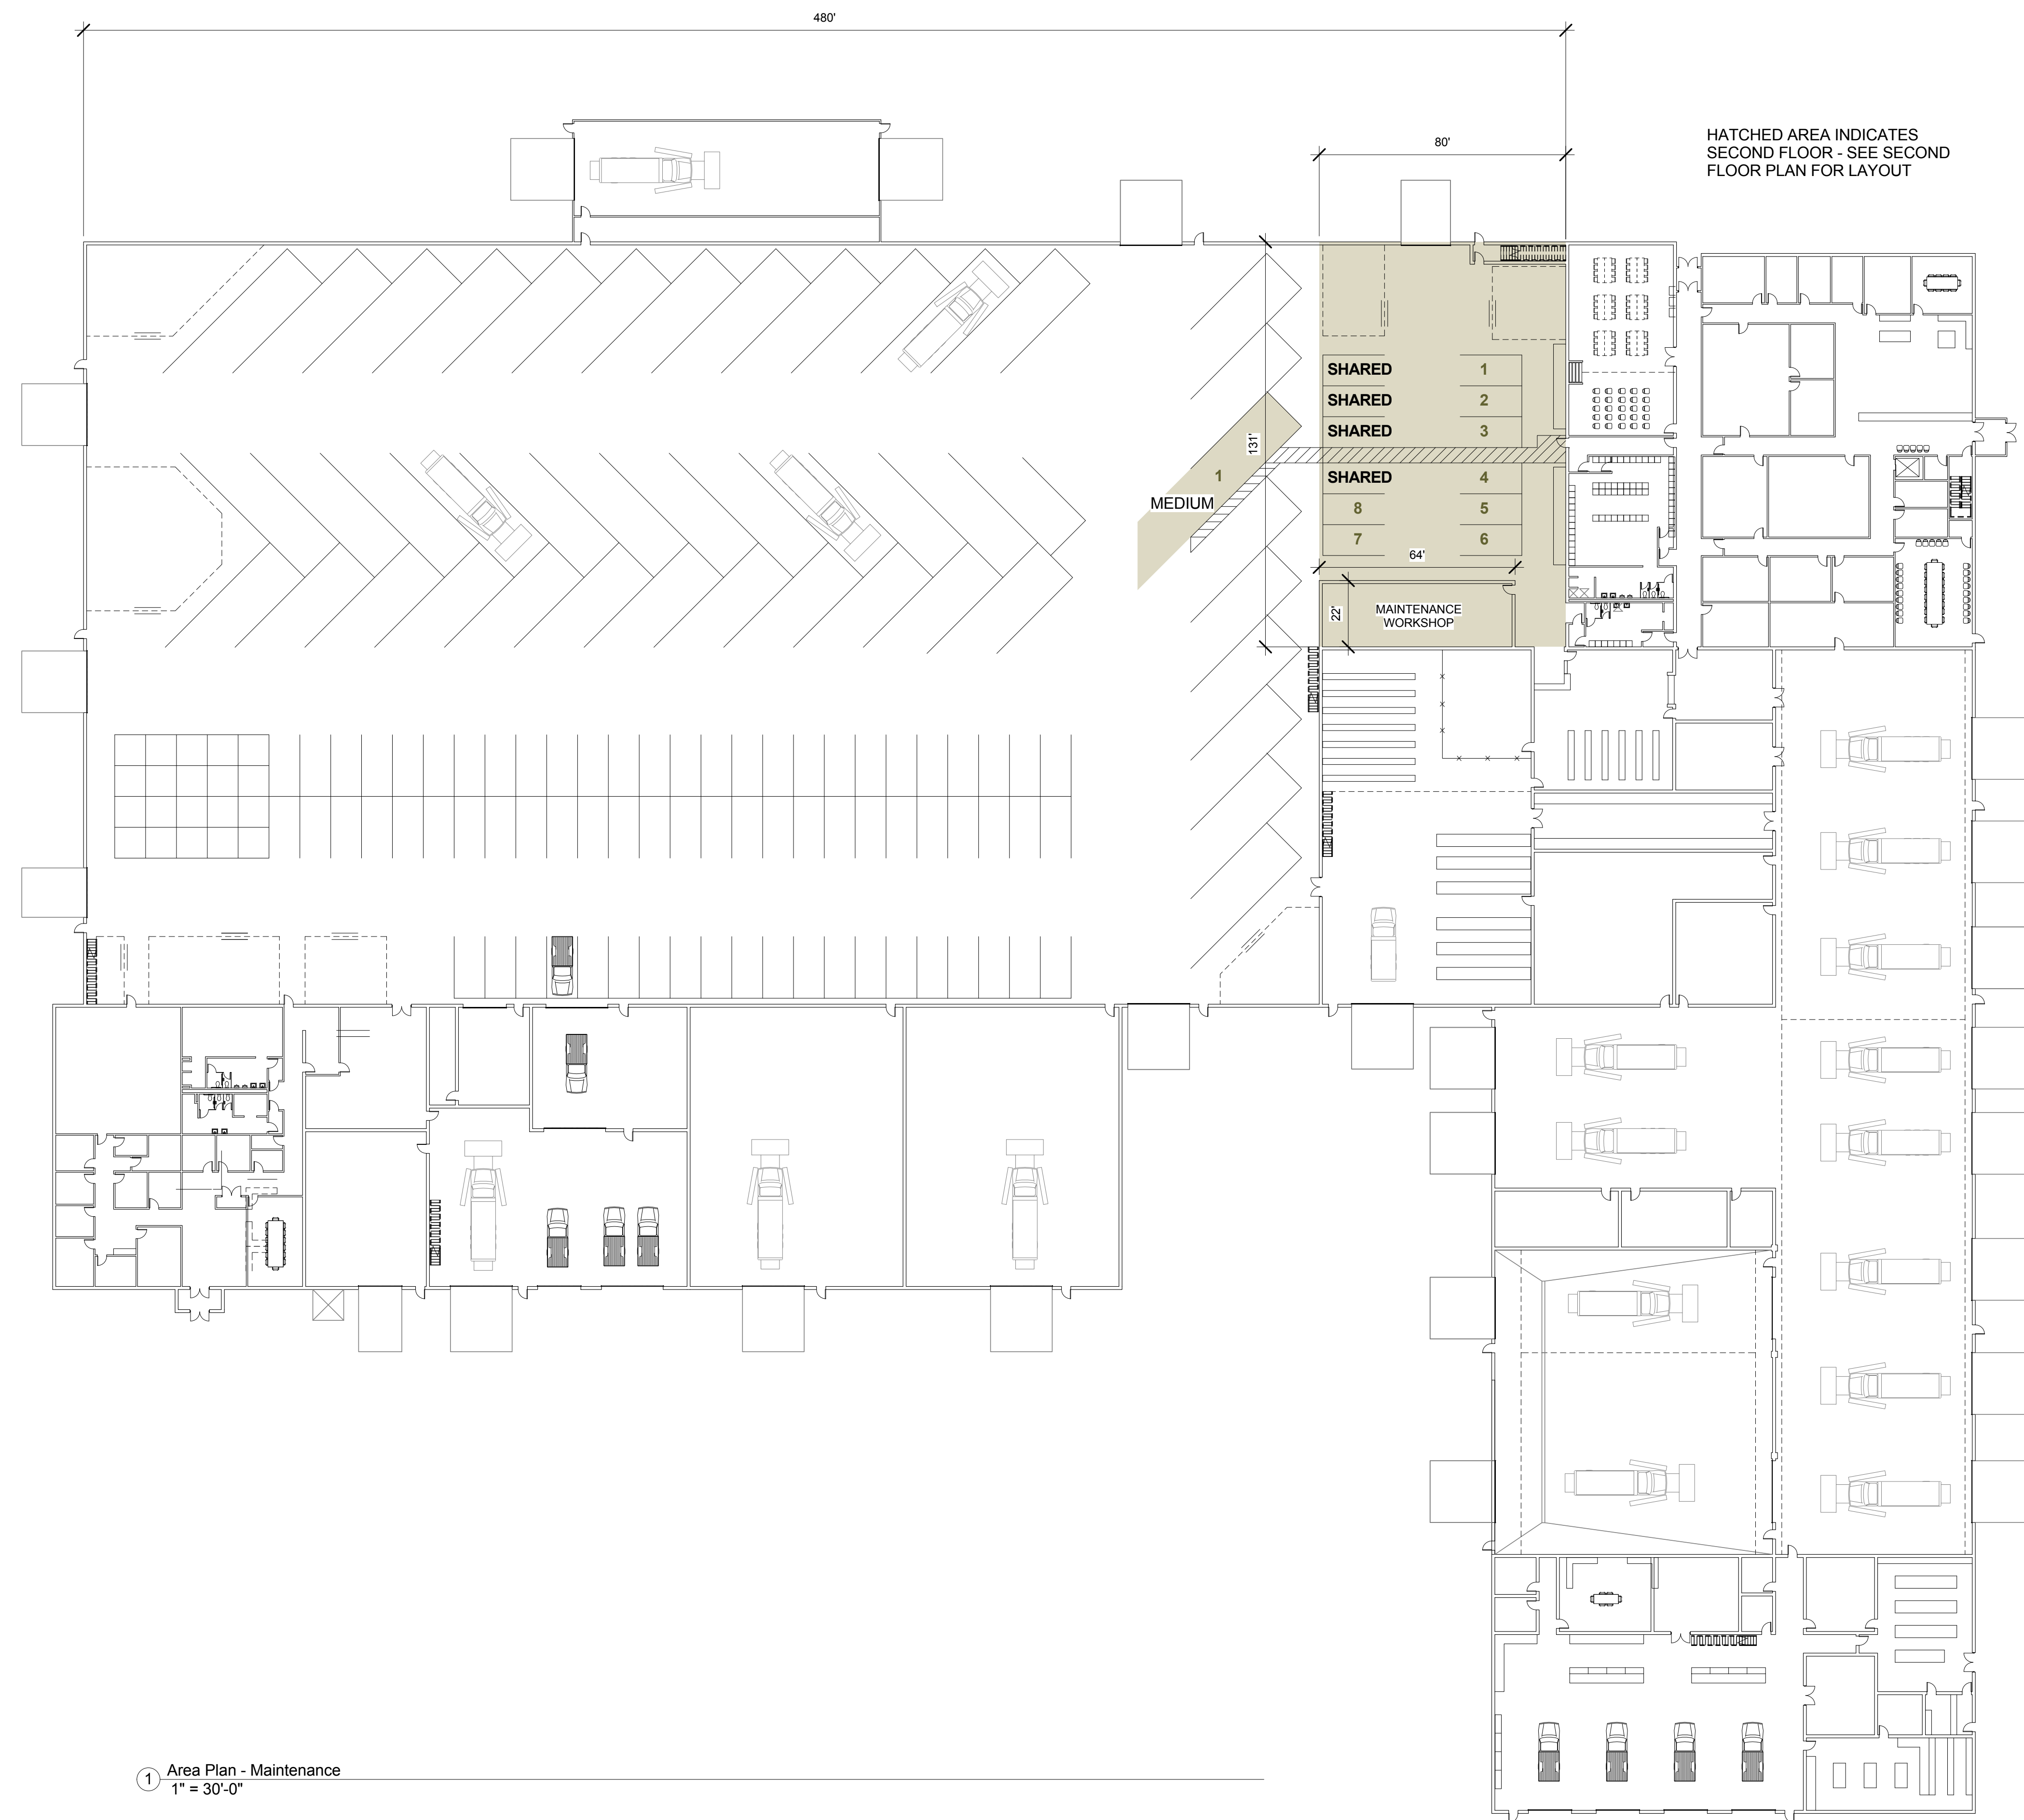 480'
80'
HATCHED AREA INDICATES
SECOND FLOOR - SEE SECOND
FLOOR PLAN FOR LAYOUT
SHARED 1
SHARED 2
SHARED 3
131'
1
MEDIUM
SHARED 4
8 5
7 6
64'
22'
MAINTENANCE
WORKSHOP
1 Area Plan - Maintenance
1" = 30'-0"